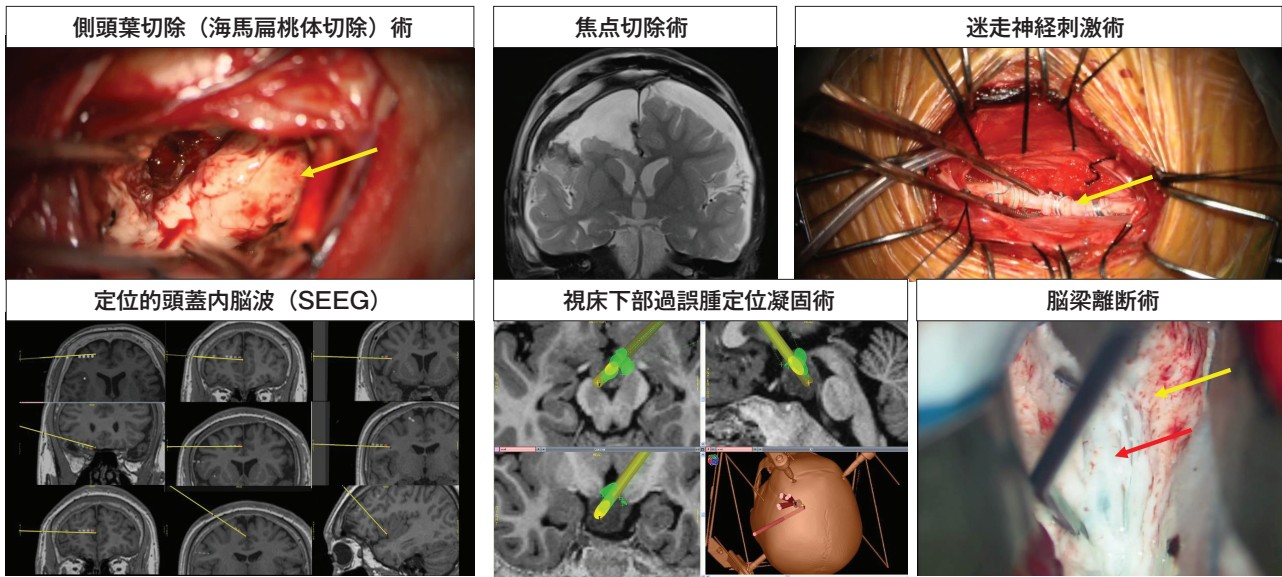 側頭葉切除（海馬扁桃体切除）術
焦点切除術
迷走神経刺激術
定位的頭蓋内脳波（SEEG）
視床下部過誤腫定位凝固術
脳梁離断術